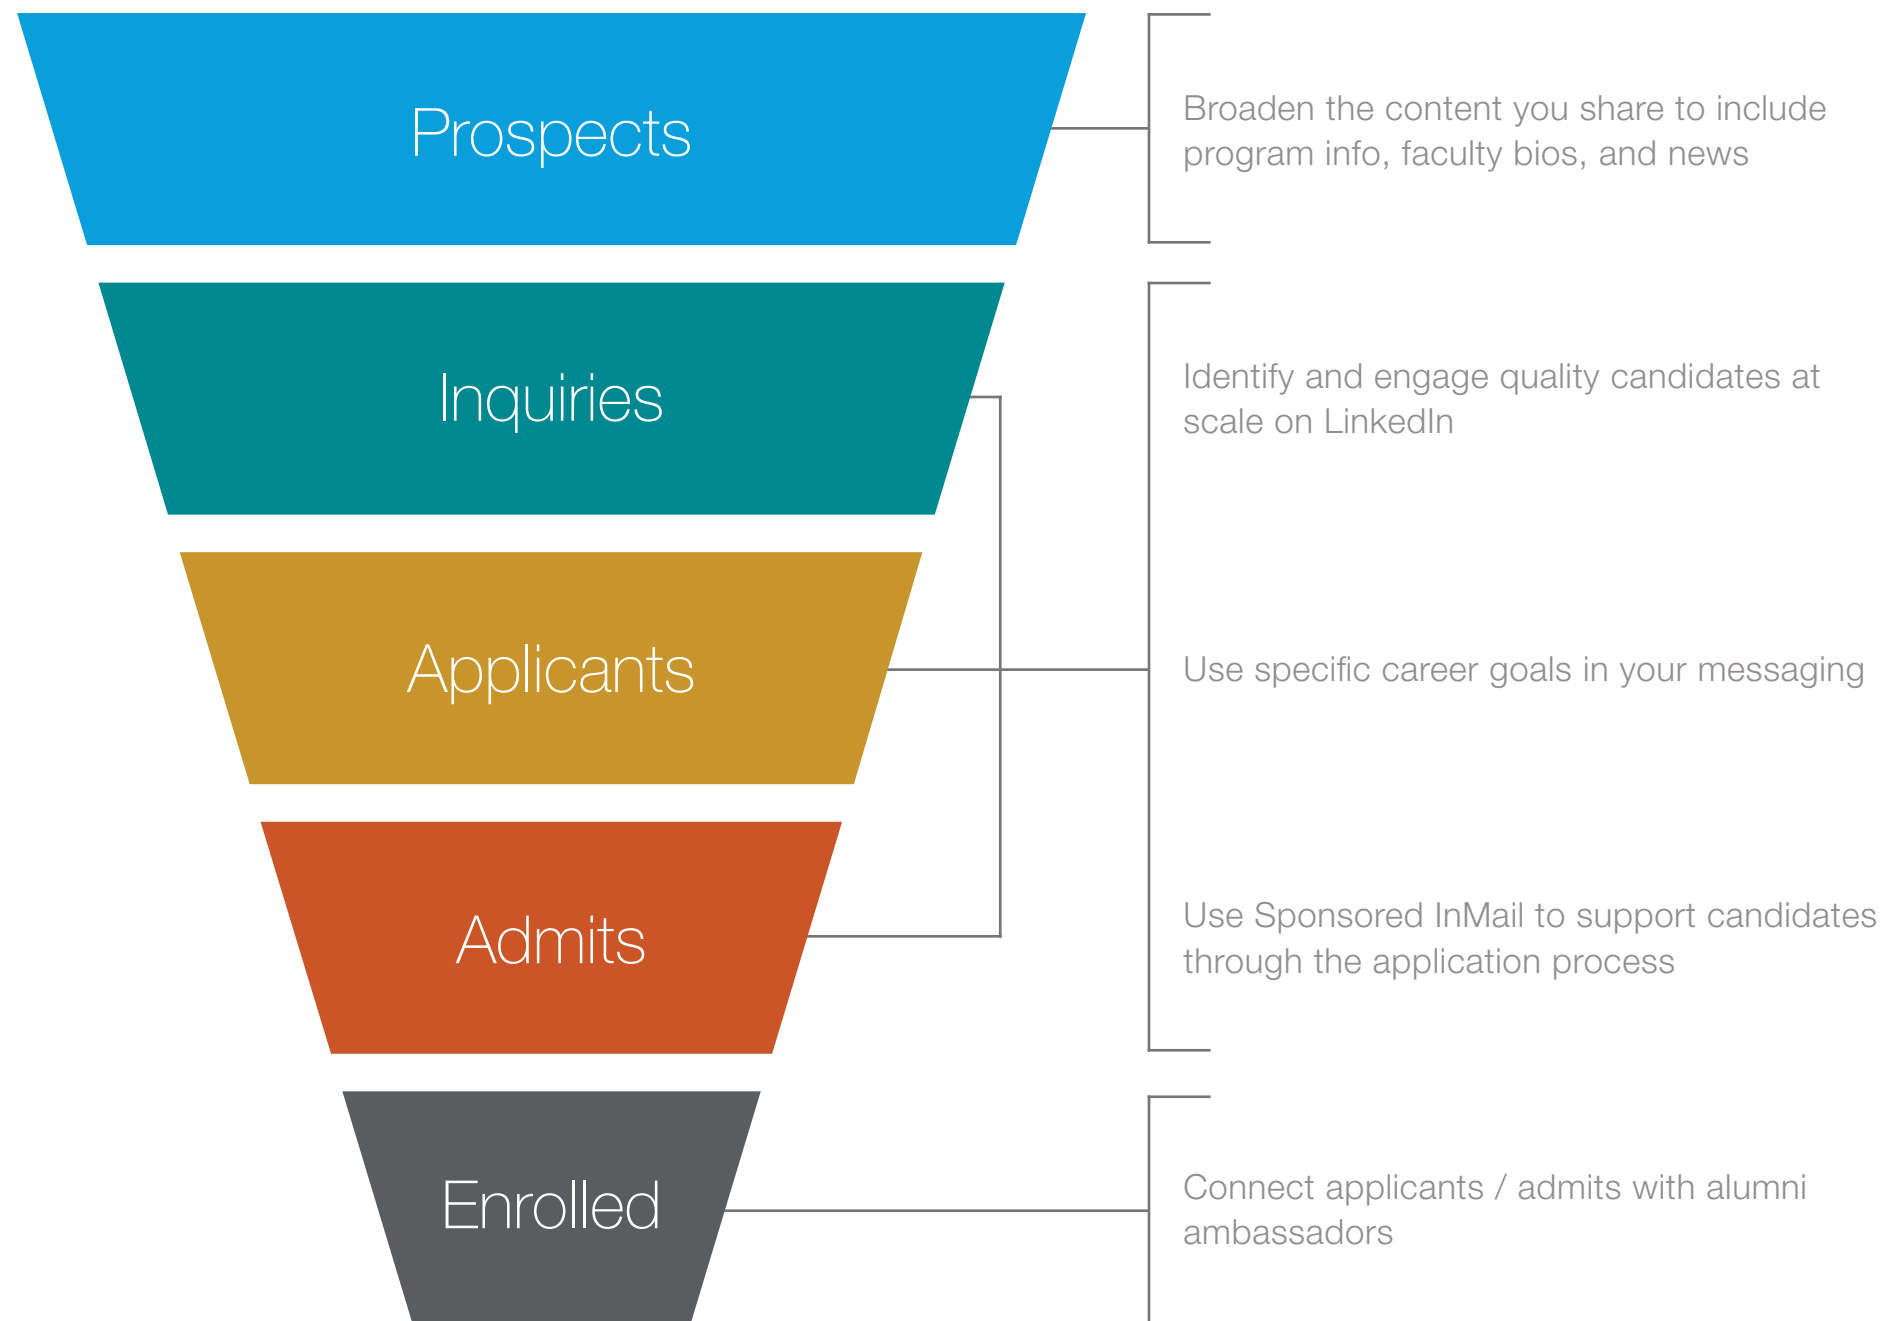 Prospects
Broaden the content you share to include
program info, faculty bios, and news
Inquiries
Identify and engage quality candidates at
scale on LinkedIn
Applicants
Use specific career goals in your messaging
Admits
Use Sponsored InMail to support candidates
through the application process
Enrolled
Connect applicants / admits with alumni
ambassadors